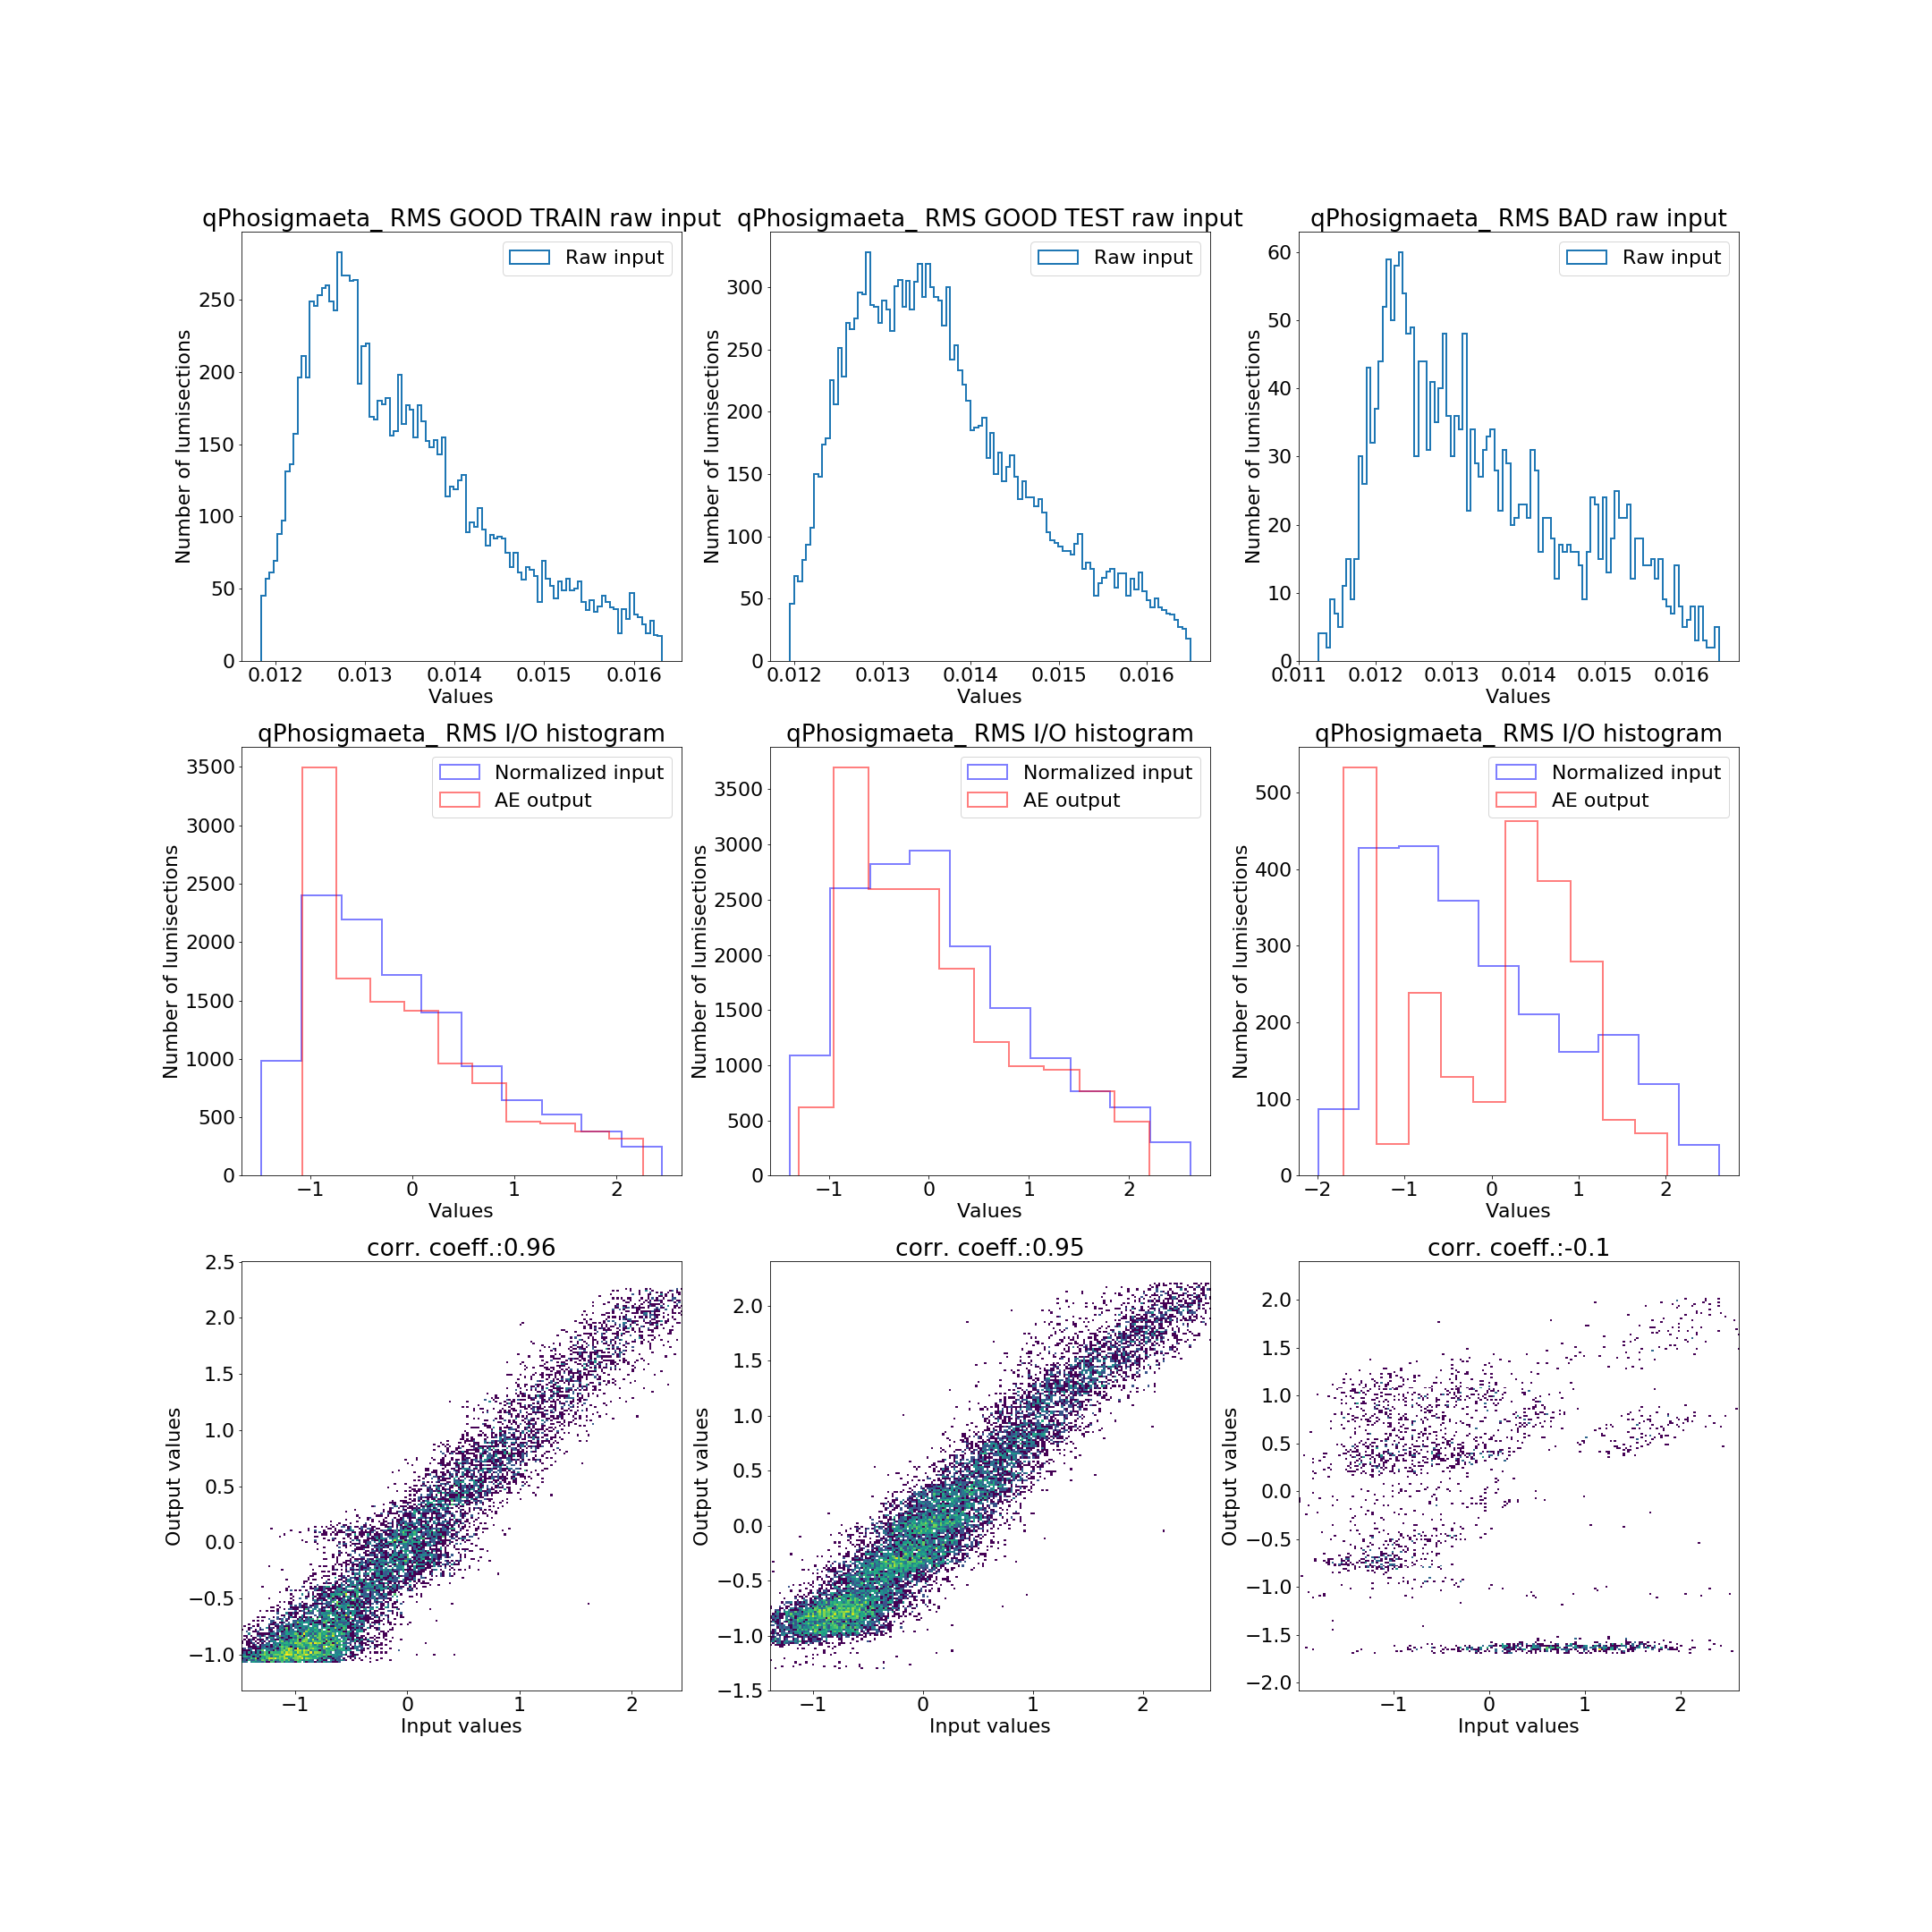 qPhosigmaeta_ RMS GOOD TRAIN raw input
Raw input
Number of lumisections
250
200
150
100
50
0
0.012 0.013 0.014 0.015 0.016
Values
qPhosigmaeta_ RMS GOOD TEST raw input
Raw input
Number of lumisections
300
250
200
150
100
50
0
0.012 0.013 0.014 0.015 0.016
Values
qPhosigmaeta_ RMS BAD raw input
Raw input
Number of lumisections
60
50
40
30
20
10
0
0.011 0.012 0.013 0.014 0.015 0.016
Values
qPhosigmaeta_ RMS I/O histogram
Normalized input
AE output
Number of lumisections
3500
3000
2500
2000
1500
1000
500
0
−1 0 1 2
Values
qPhosigmaeta_ RMS I/O histogram
Normalized input
AE output
Number of lumisections
3500
3000
2500
2000
1500
1000
500
0
−1 0 1 2
Values
qPhosigmaeta_ RMS I/O histogram
Normalized input
AE output
Number of lumisections
500
400
300
200
100
0
−2 −1 0 1 2
Values
corr. coeff.:0.96
Output values
2.5
2.0
1.5
1.0
0.5
0.0
−0.5
−1.0
−1 0 1 2
Input values
corr. coeff.:0.95
Output values
2.0
1.5
1.0
0.5
0.0
−0.5
−1.0
−1.5
−1 0 1 2
Input values
corr. coeff.:-0.1
Output values
2.0
1.5
1.0
0.5
0.0
−0.5
−1.0
−1.5
−2.0
−1 0 1 2
Input values